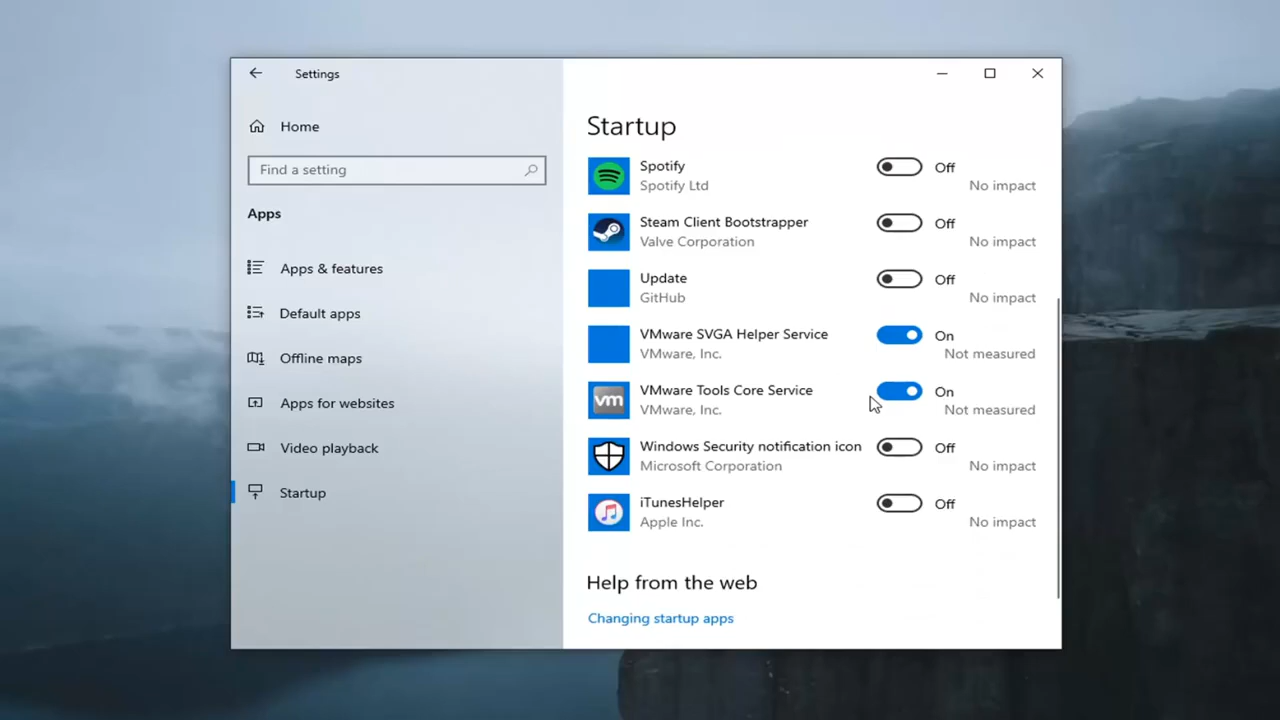 Settings
Home
Find a setting
Apps
Apps & features
Default apps
Offline maps
Apps for websites
Video playback
Startup
Startup
Spotify
Off
Spotify Ltd
No impact
Steam Client Bootstrapper
Off
Valve Corporation
No impact
Update
Off
GitHub
No impact
VMware SVGA Helper Service
On
VMware, Inc.
Not measured
vm
VMware Tools Core Service
On
VMware, Inc.
Not measured
Windows Security notification icon
Off
Microsoft Corporation
No impact
iTunesHelper
Off
Apple Inc.
No impact
Help from the web
Changing startup apps